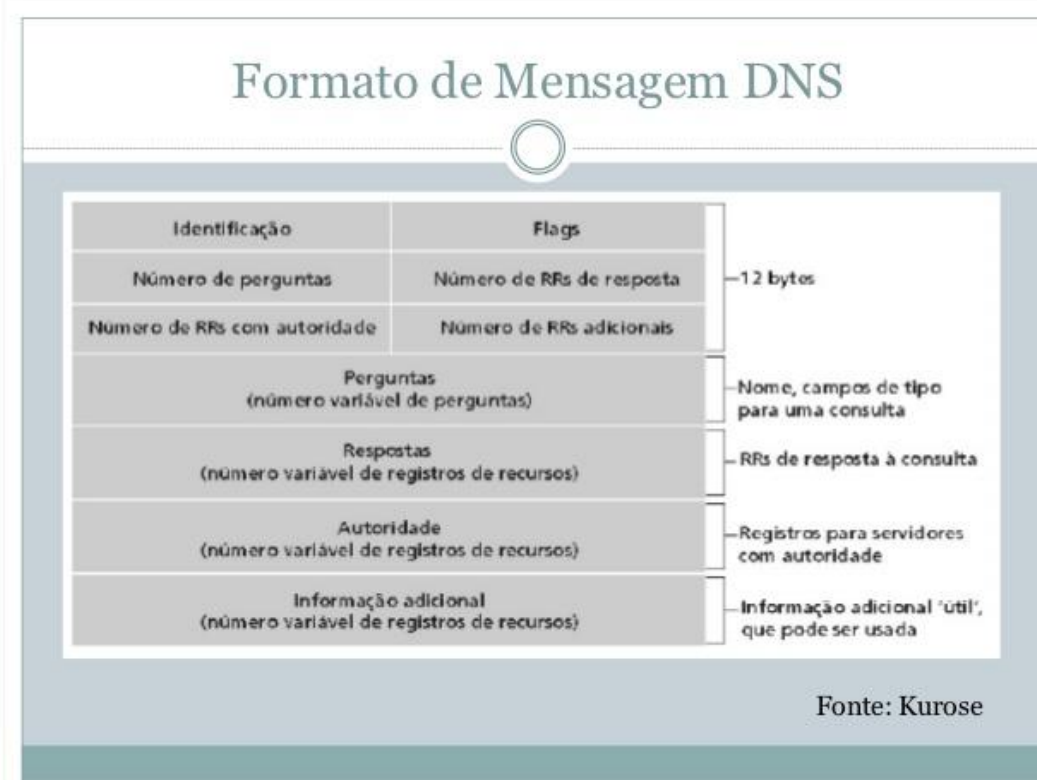 Formato de Mensagem DNS
Identificação
Flags
Número de perguntas
Número de RRs de resposta
12 bytes
Número de RRs com autoridade
Número de RRs adicionais
Perguntas
(número variável de perguntas)
Nome, campos de tipo
para uma consulta
Respostas
(número variável de registros de recursos)
RRs de resposta à consulta
Autoridade
(número variável de registros de recursos)
Registros para servidores
com autoridade
Informação adicional
(número variável de registros de recursos)
Informação adicional ‘útil’,
que pode ser usada
Fonte: Kurose